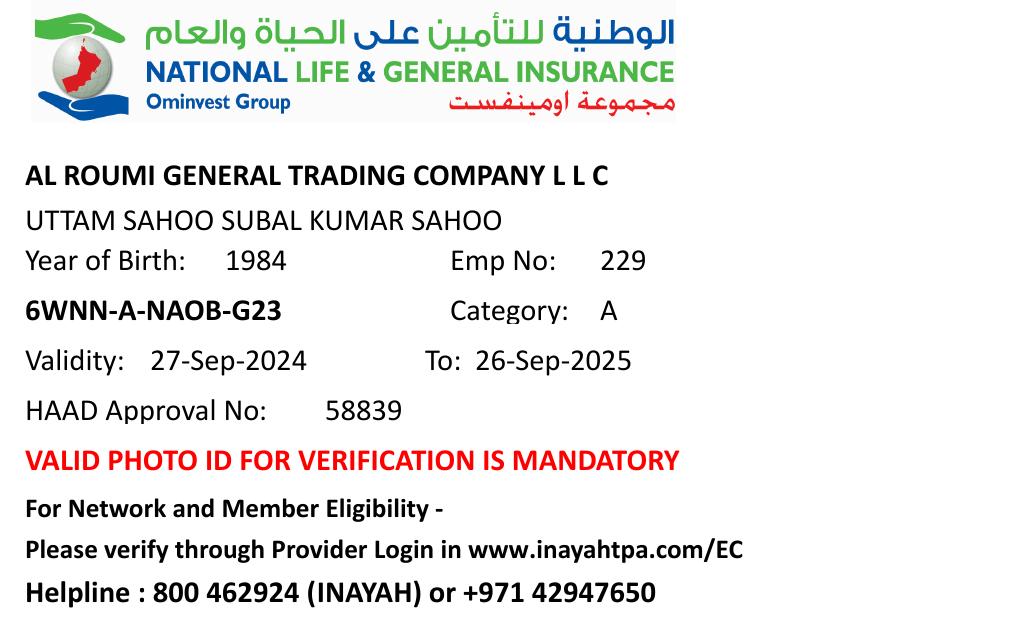 الوطنية للتأمين على الحياة والعام
NATIONAL LIFE & GENERAL INSURANCE
Ominvest Group مجموعة اومينفست
AL ROUMI GENERAL TRADING COMPANY L L C
UTTAM SAHOO SUBAL KUMAR SAHOO
Year of Birth: 1984 Emp No: 229
6WNN-A-NAOB-G23 Category: A
Validity: 27-Sep-2024 To: 26-Sep-2025
HAAD Approval No: 58839
VALID PHOTO ID FOR VERIFICATION IS MANDATORY
For Network and Member Eligibility -
Please verify through Provider Login in www.inayahtpa.com/EC
Helpline : 800 462924 (INAYAH) or +971 42947650